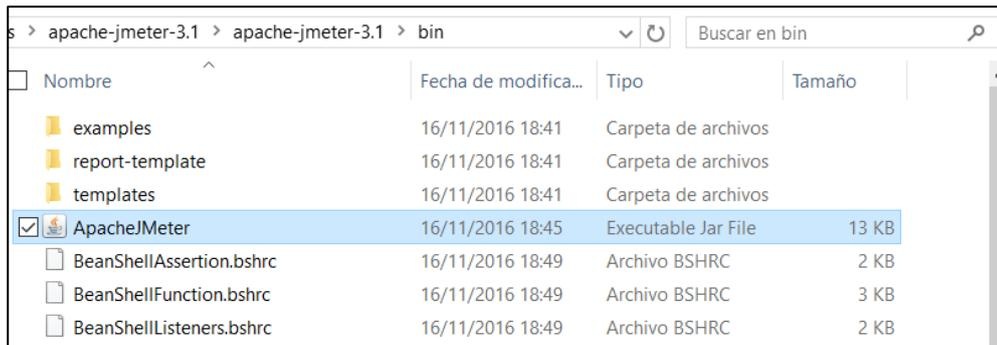 s > apache-jmeter-3.1 > apache-jmeter-3.1 > bin Buscar en bin
Nombre Fecha de modifica... Tipo Tamaño
examples 16/11/2016 18:41 Carpeta de archivos
report-template 16/11/2016 18:41 Carpeta de archivos
templates 16/11/2016 18:41 Carpeta de archivos
ApacheJMeter 16/11/2016 18:45 Executable Jar File 13 KB
BeanShellAssertion.bshrc 16/11/2016 18:49 Archivo BSHRC 2 KB
BeanShellFunction.bshrc 16/11/2016 18:49 Archivo BSHRC 3 KB
BeanShellListeners.bshrc 16/11/2016 18:49 Archivo BSHRC 2 KB